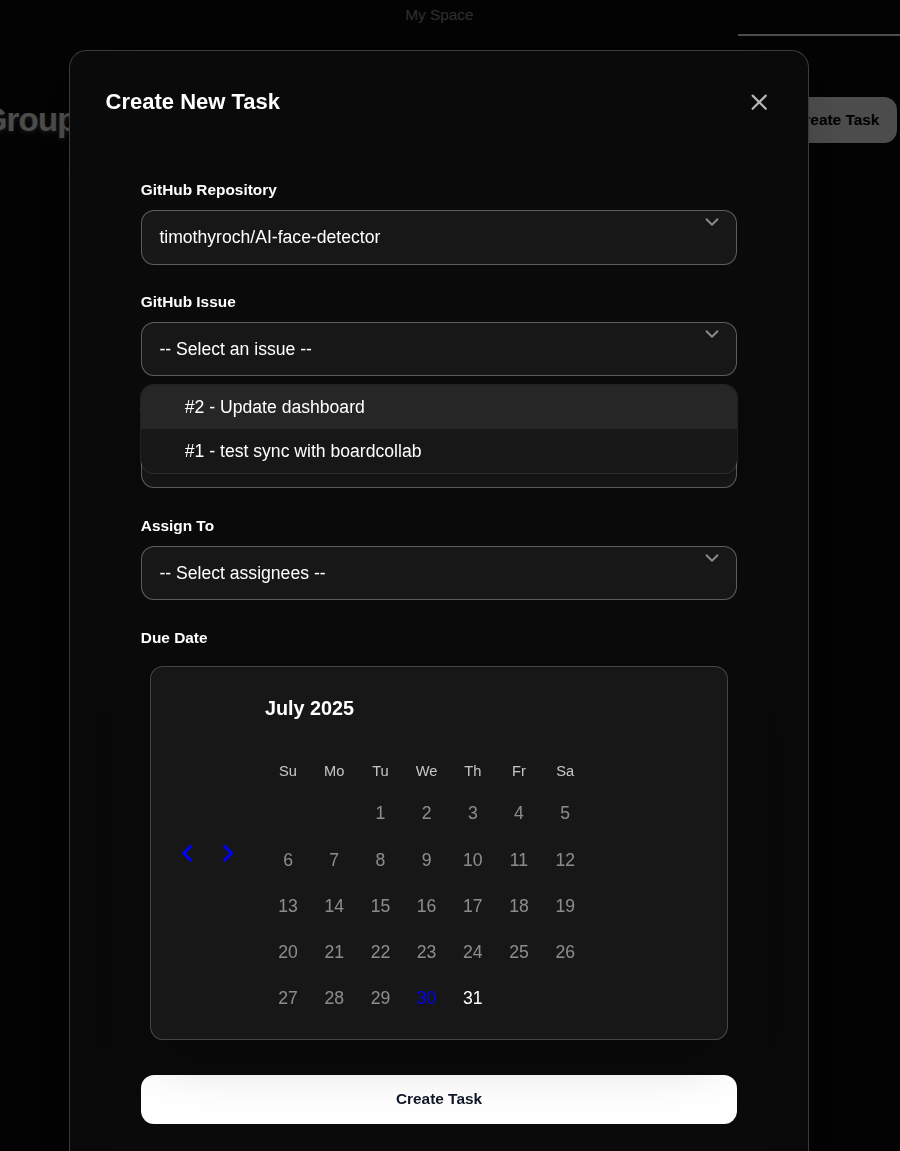 My Space
Create New Task
Group
eate Task
GitHub Repository
timothyroch/AI-face-detector
GitHub Issue
-- Select an issue --
#2 - Update dashboard
#1 - test sync with boardcollab
Assign To
-- Select assignees --
Due Date
July 2025
Su Mo Tu We Th Fr Sa
1 2 3 4 5
6 7 8 9 10 11 12
13 14 15 16 17 18 19
20 21 22 23 24 25 26
27 28 29 30 31
Create Task